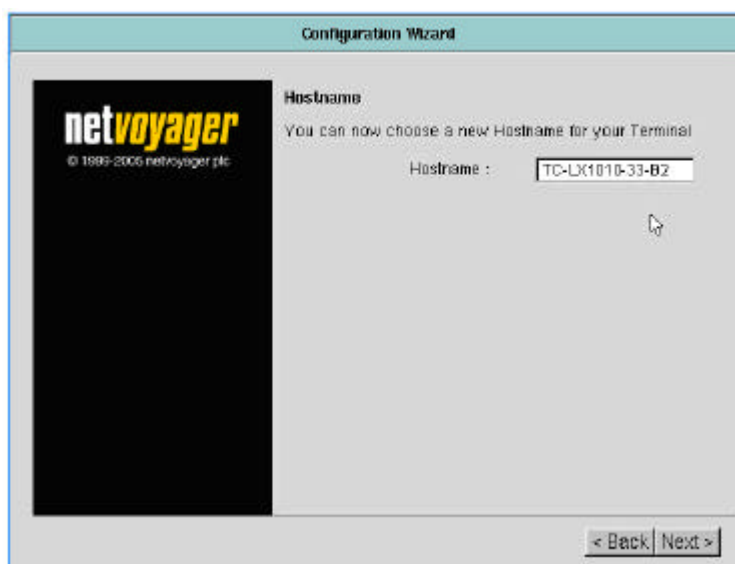 Configuration Wizard
netvoyager
© 1999-2005 netvoyager plc
Hostname
You can now choose a new Hostname for your Terminal
Hostname :
TC-LX1010-33-B2
< Back
Next >